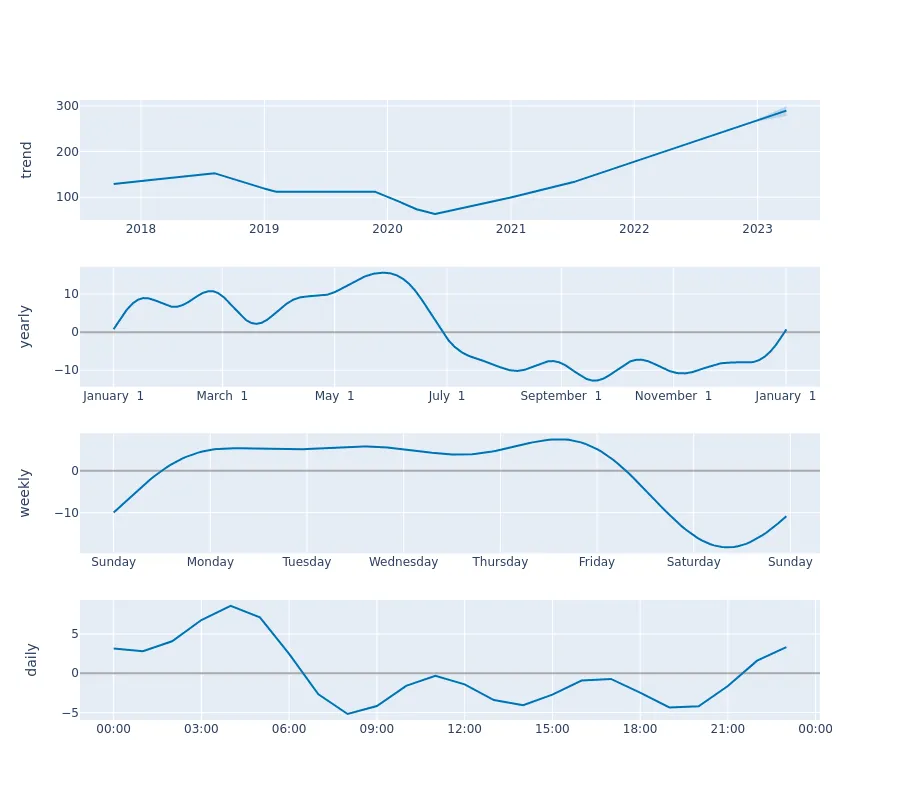 trend
300
200
100
2018 2019 2020 2021 2022 2023
yearly
10
0
−10
January 1 March 1 May 1 July 1 September 1 November 1 January 1
weekly
0
−10
Sunday Monday Tuesday Wednesday Thursday Friday Saturday Sunday
daily
5
0
−5
00:00 03:00 06:00 09:00 12:00 15:00 18:00 21:00 00:00